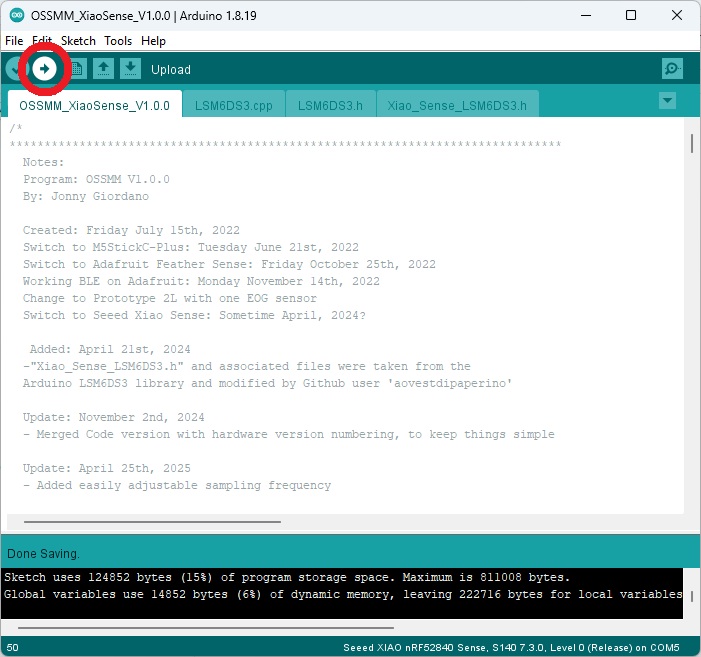 OSSMM_XiaoSense_V1.0.0 | Arduino 1.8.19
File Edit Sketch Tools Help
Upload
OSSMM_XiaoSense_V1.0.0 LSM6DS3.cpp LSM6DS3.h Xiao_Sense_LSM6DS3.h
/*
*******************************************************************************
Notes:
Program: OSSMM V1.0.0
By: Jonny Giordano
Created: Friday July 15th, 2022
Switch to M5StickC-Plus: Tuesday June 21st, 2022
Switch to Adafruit Feather Sense: Friday October 25th, 2022
Working BLE on Adafruit: Monday November 14th, 2022
Change to Prototype 2L with one EOG sensor
Switch to Seeed Xiao Sense: Sometime April, 2024?
Added: April 21st, 2024
-"Xiao_Sense_LSM6DS3.h" and associated files were taken from the
Arduino LSM6DS3 library and modified by Github user 'aovestdipaperino'
Update: November 2nd, 2024
- Merged Code version with hardware version numbering, to keep things simple
Update: April 25th, 2025
- Added easily adjustable sampling frequency
Done Saving.
Sketch uses 124852 bytes (15%) of program storage space. Maximum is 811008 bytes.
Global variables use 14852 bytes (6%) of dynamic memory, leaving 222716 bytes for local variables
50 Seeed XIAO nRF52840 Sense, S140 7.3.0, Level 0 (Release) on COM5